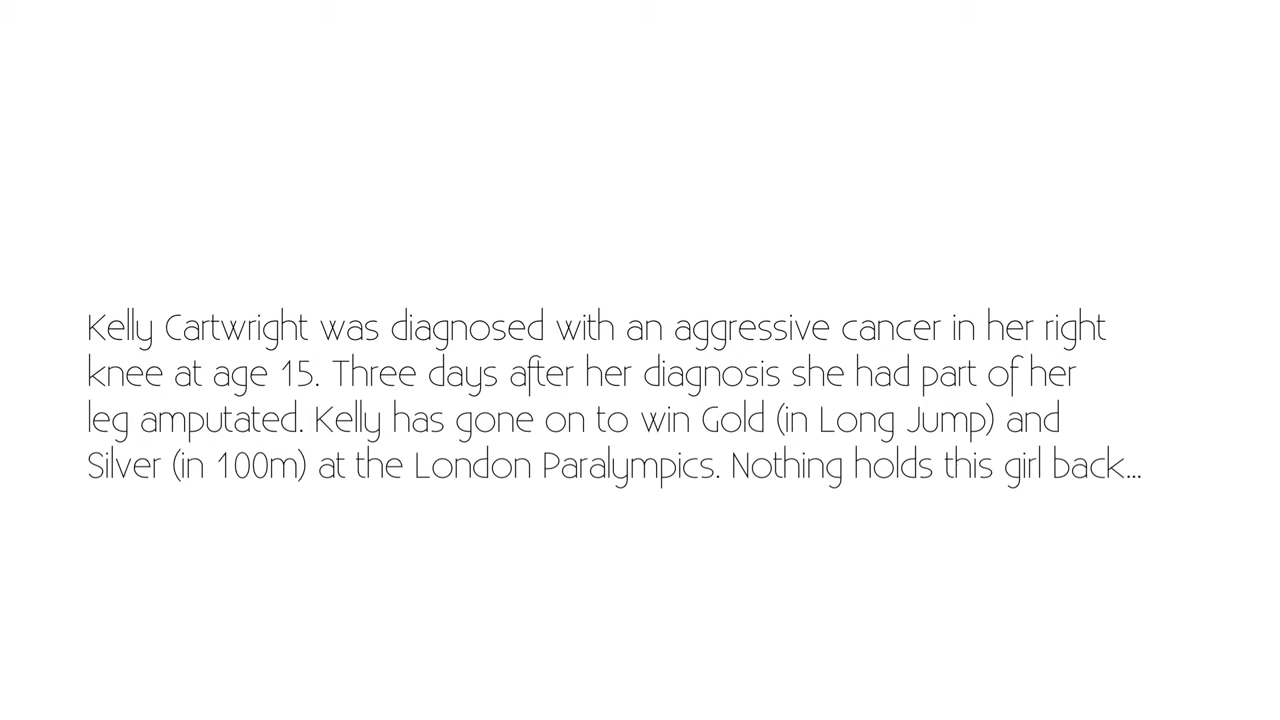 Kelly Cartwright was diagnosed with an aggressive cancer in her right
knee at age 15. Three days after her diagnosis she had part of her
leg amputated. Kelly has gone on to win Gold (in Long Jump) and
Silver (in 100m) at the London Paralympics. Nothing holds this girl back...